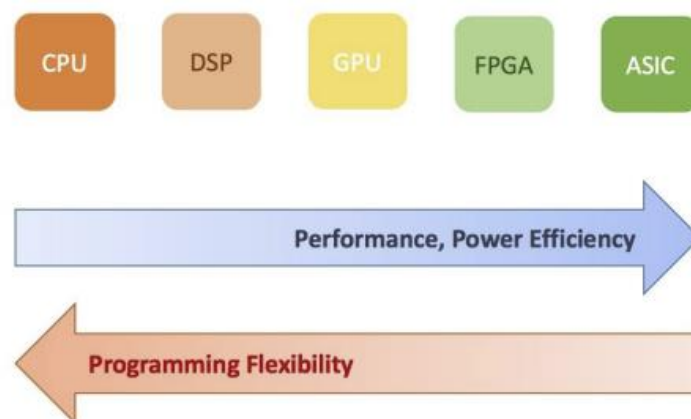 CPU DSP GPU FPGA ASIC
Performance, Power Efficiency
Programming Flexibility